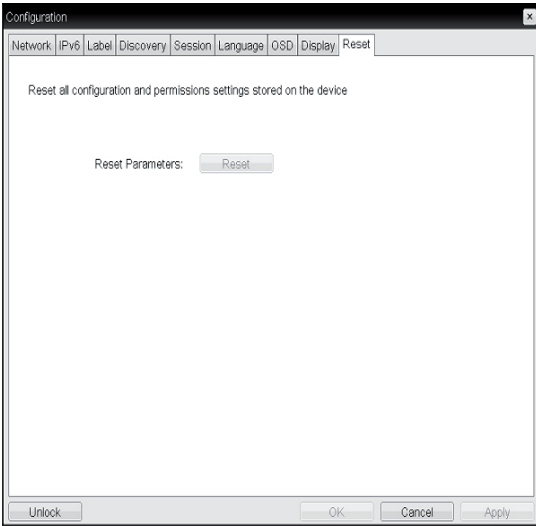 Configuration
Network IPv6 Label Discovery Session Language OSD Display Reset
Reset all configuration and permissions settings stored on the device
Reset Parameters: Reset
Unlock OK Cancel Apply